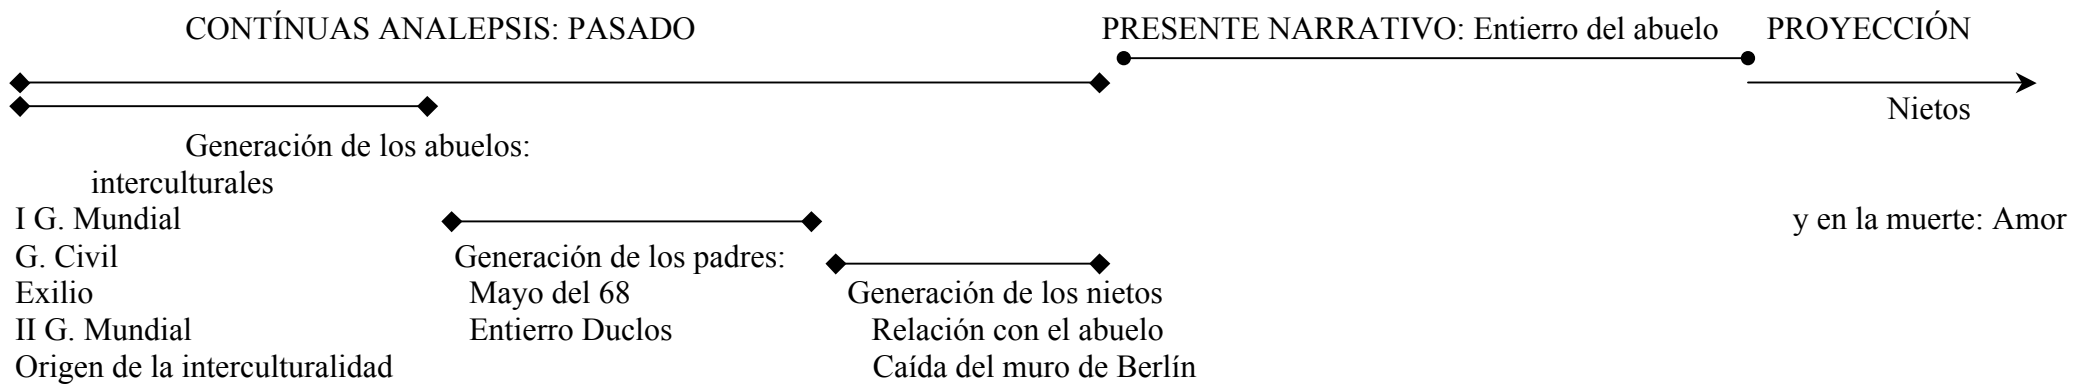 CONTÍNUAS ANALEPSIS: PASADO
PRESENTE NARRATIVO: Entierro del abuelo
PROYECCIÓN
Nietos
Generación de los abuelos:
interculturales
I G. Mundial
G. Civil
Exilio
II G. Mundial
Origen de la interculturalidad
Generación de los padres:
Mayo del 68
Entierro Duclos
Generación de los nietos
Relación con el abuelo
Caída del muro de Berlín
y en la muerte: Amor